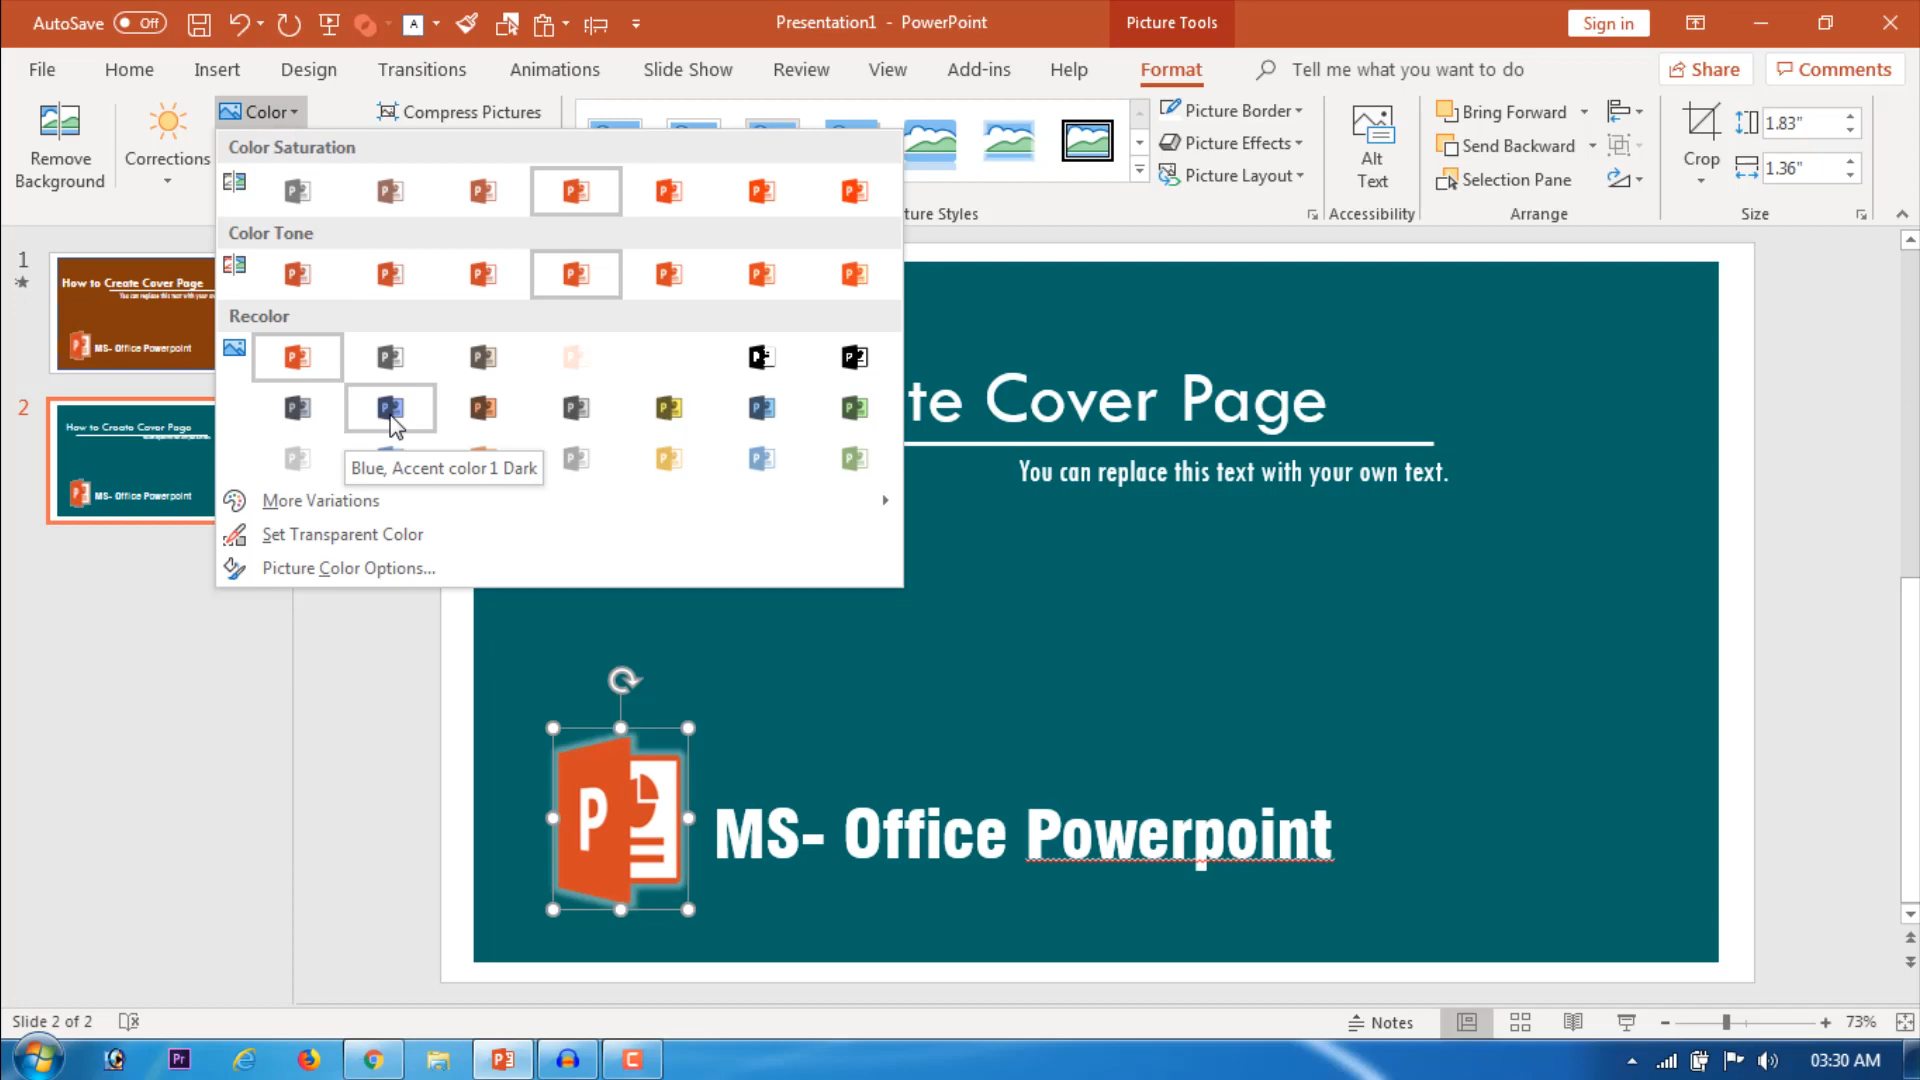 AutoSave Off
A
Presentation1 - PowerPoint
Picture Tools
Sign in
File
Home
Insert
Design
Transitions
Animations
Slide Show
Review
View
Add-ins
Help
Format
Tell me what you want to do
Share
Comments
Remove
Background
Corrections
Color
Compress Pictures
Picture Border
Picture Effects
Picture Layout
Alt
Text
Bring Forward
Send Backward
Selection Pane
Crop
1.83"
1.36"
ture Styles
Accessibility
Arrange
Size
Color Saturation
Color Tone
Recolor
Blue, Accent color 1 Dark
More Variations
Set Transparent Color
Picture Color Options...
1
How to Create Cover Page
MS- Office Powerpoint
2
How to Create Cover Page
MS- Office Powerpoint
te Cover Page
You can replace this text with your own text.
P
MS- Office Powerpoint
Slide 2 of 2
Notes
73%
Pr
03:30 AM